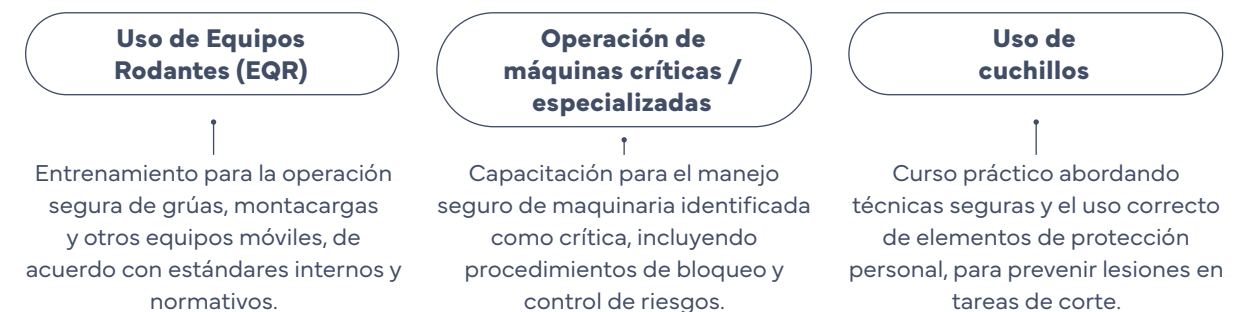 Uso de Equipos
Rodantes (EQR)
Entrenamiento para la operación
segura de grúas, montacargas
y otros equipos móviles, de
acuerdo con estándares internos y
normativos.
Operación de
máquinas críticas /
especializadas
Capacitación para el manejo
seguro de maquinaria identificada
como crítica, incluyendo
procedimientos de bloqueo y
control de riesgos.
Uso de
cuchillos
Curso práctico abordando
técnicas seguras y el uso correcto
de elementos de protección
personal, para prevenir lesiones en
tareas de corte.